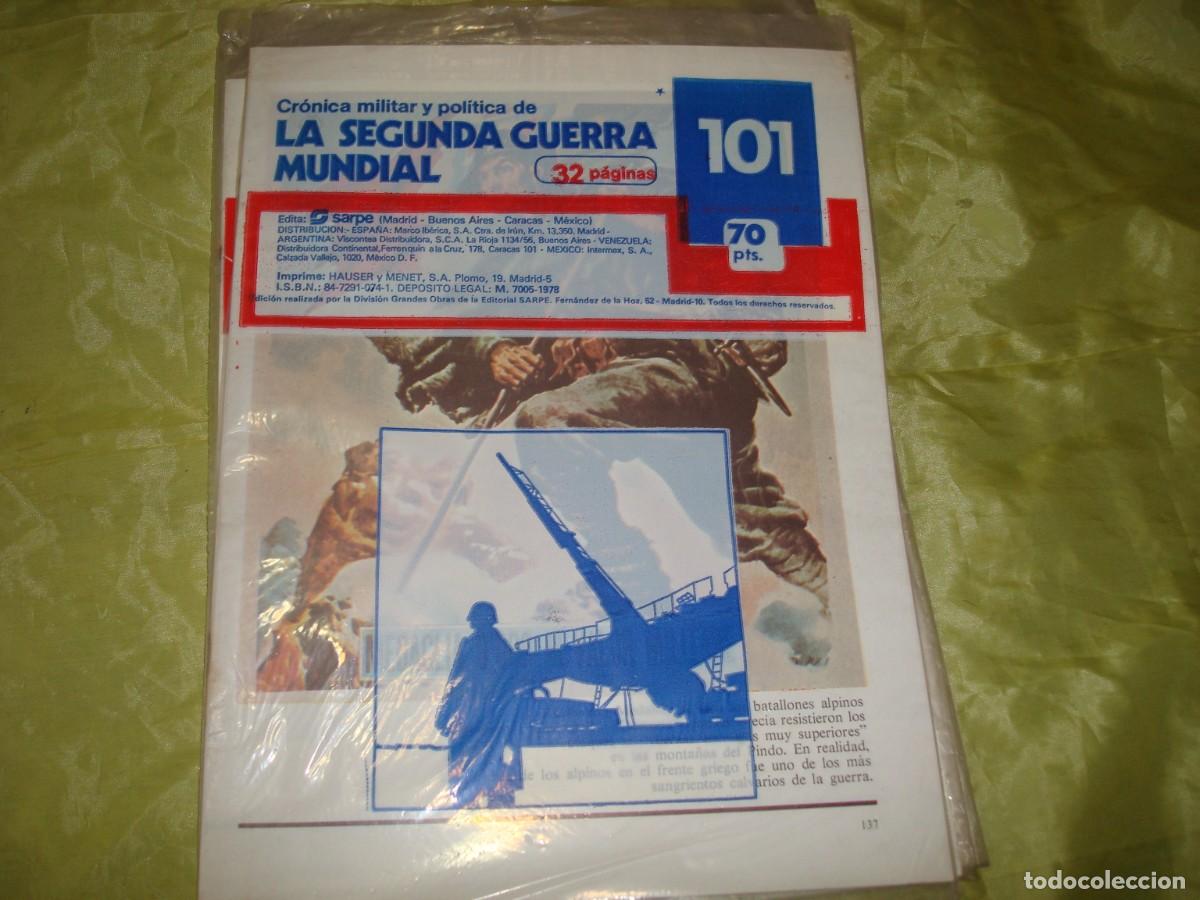 Crónica militar y política de
LA SEGUNDA GUERRA
MUNDIAL
32 páginas
101
70
pts.
Edita: sarpe (Madrid - Buenos Aires - Caracas - México)
DISTRIBUCION:- ESPAÑA: Marco Ibérica, S.A. Ctra. de Irún, Km. 13,350, Madrid -
ARGENTINA: Viscontea Distribuidora, S.C.A. La Rioja 1134/56, Buenos Aires - VENEZUELA:
Distribuidora Continental, Ferrenquin a la Cruz, 178, Caracas 101 - MEXICO: Intermex, S. A.,
Calzada Vallejo, 1020, México D. F.
Imprime: HAUSER y MENET, S.A. Plomo, 19. Madrid-5
I.S.B.N.: 84-7291-074-1. DEPOSITO LEGAL: M. 7005-1978
Edición realizada por la División Grandes Obras de la Editorial SARPE. Fernández de la Hoz, 52 - Madrid-10. Todos los derechos reservados.
batallones alpinos
ecia resistieron los
s muy superiores"
en las montañas del Pindo. En realidad,
de los alpinos en el frente griego fue uno de los más
sangrientos calvarios de la guerra.
137
todocoleccion